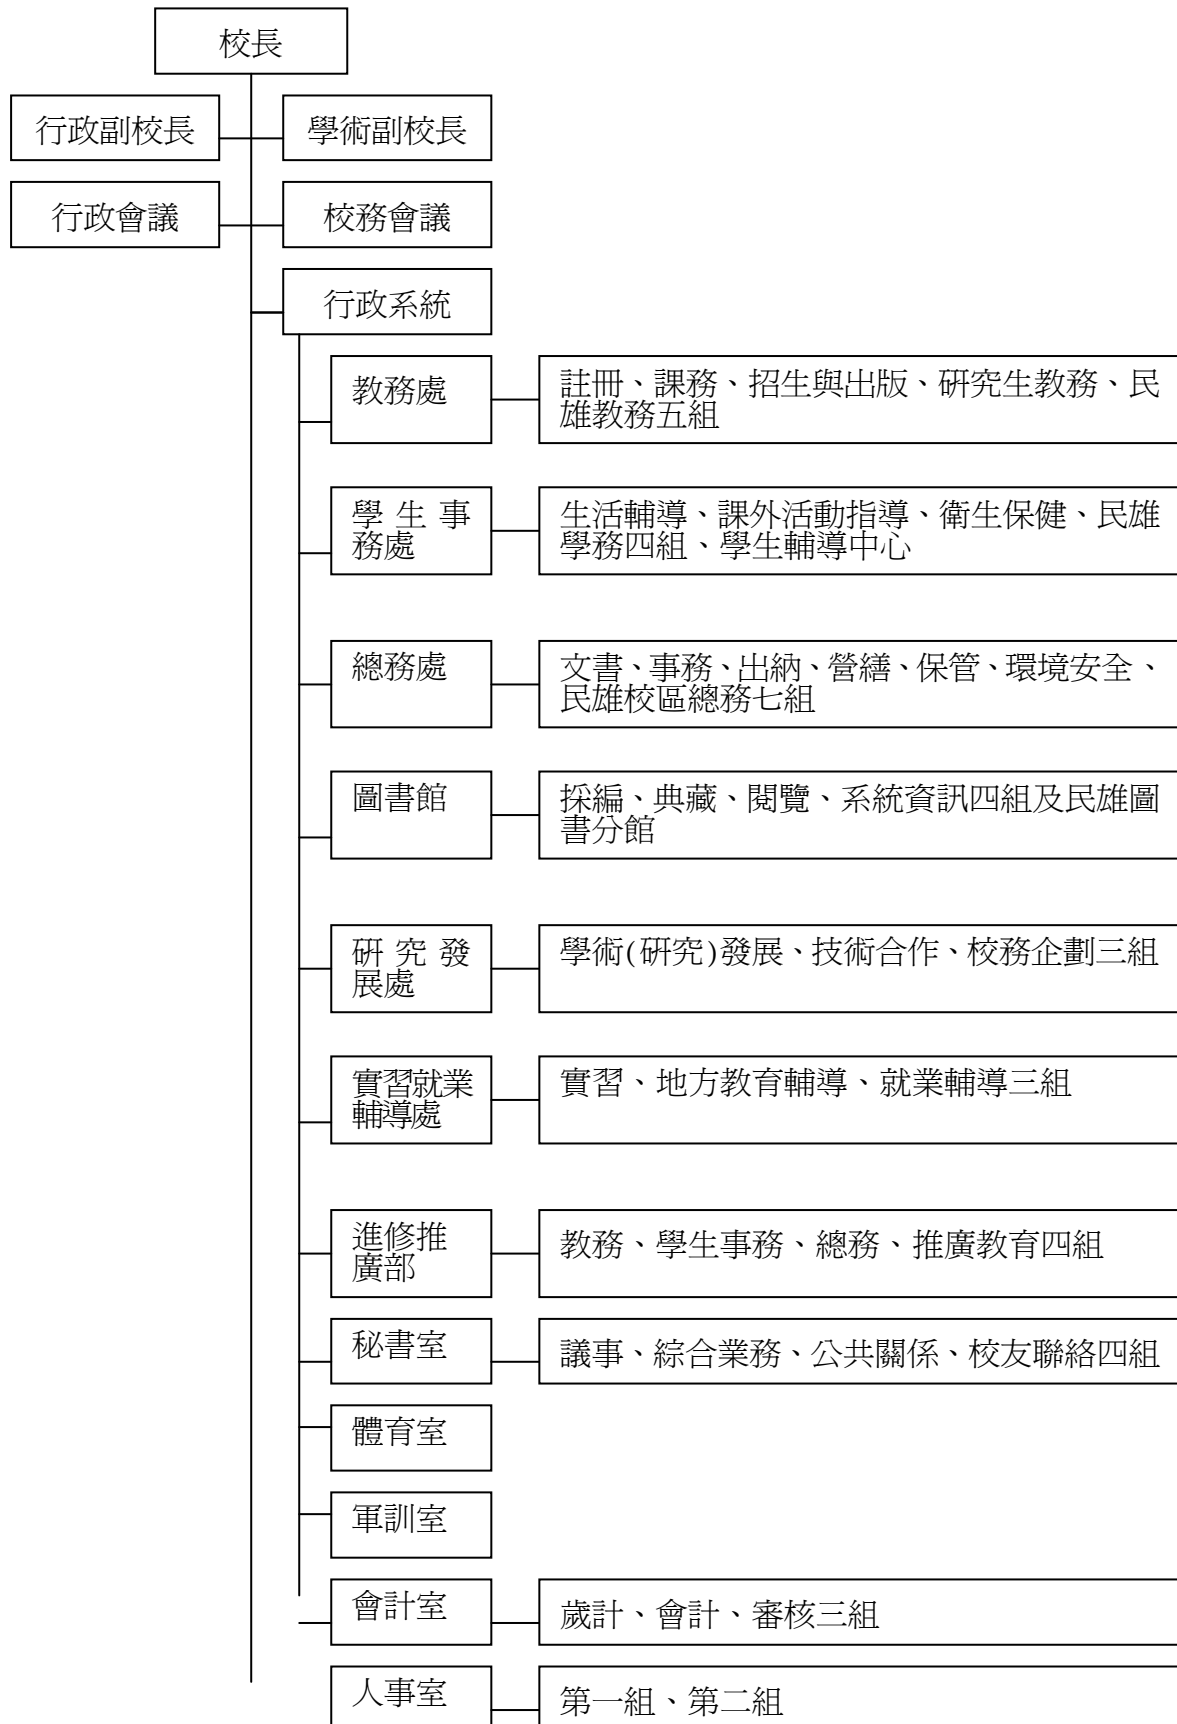 校長
行政副校長
學術副校長
行政會議
校務會議
行政系統
教務處
註冊、課務、招生與出版、研究生教務、民
雄教務五組
學生事
務處
生活輔導、課外活動指導、衛生保健、民雄
學務四組、學生輔導中心
總務處
文書、事務、出納、營繕、保管、環境安全、
民雄校區總務七組
圖書館
採編、典藏、閱覽、系統資訊四組及民雄圖
書分館
研究發
展處
學術(研究)發展、技術合作、校務企劃三組
實習就業
輔導處
實習、地方教育輔導、就業輔導三組
進修推
廣部
教務、學生事務、總務、推廣教育四組
秘書室
議事、綜合業務、公共關係、校友聯絡四組
體育室
軍訓室
會計室
歲計、會計、審核三組
人事室
第一組、第二組